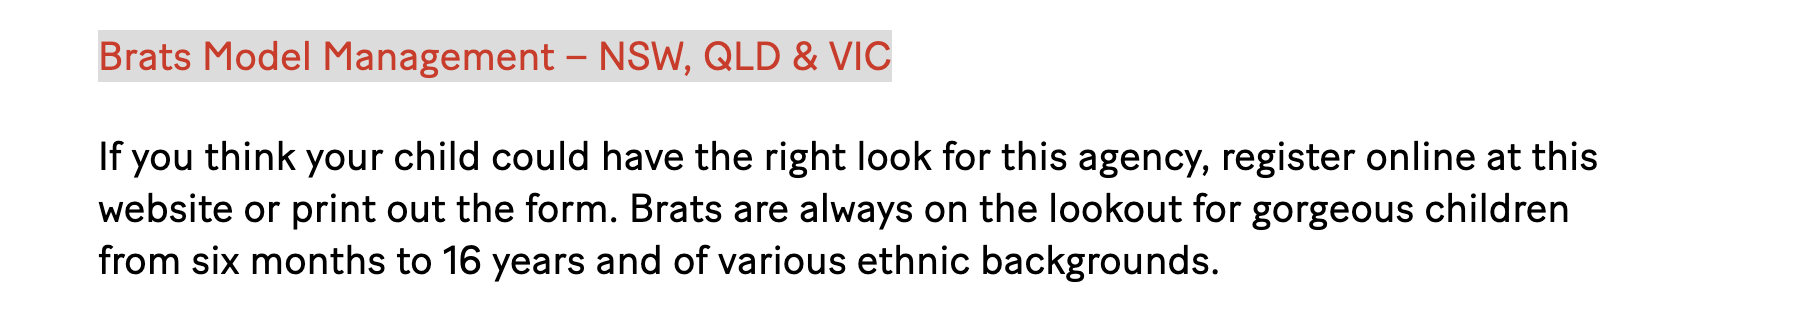 Brats Model Management – NSW, QLD & VIC
If you think your child could have the right look for this agency, register online at this
website or print out the form. Brats are always on the lookout for gorgeous children
from six months to 16 years and of various ethnic backgrounds.